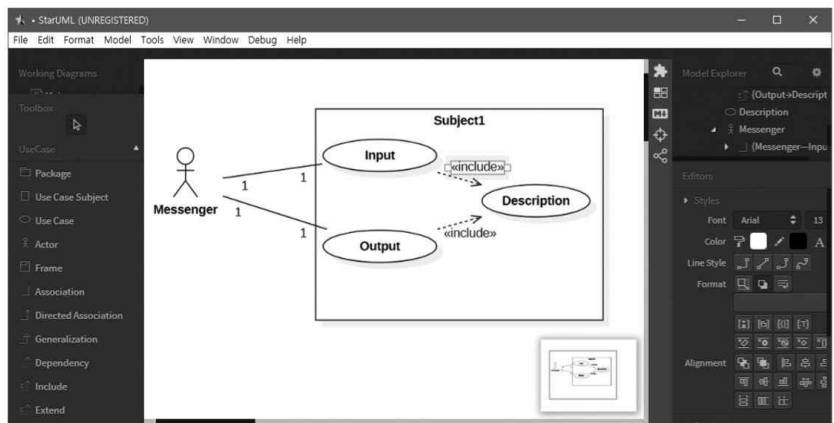 StarUML (UNREGISTERED)
File Edit Format Model Tools View Window Debug Help
Working Diagrams
Toolbox
UseCase
Package
Use Case Subject
Use Case
Actor
Frame
Association
Directed Association
Generalization
Dependency
Include
Extend
Subject1
Input
«include»
1
1
Messenger
1
Description
1
«include»
Output
Model Explorer
(Output→Descript
Description
Messenger
(Messenger—Inpu
Editors
Styles
Font Arial 13
Color A
Line Style
Format
Alignment